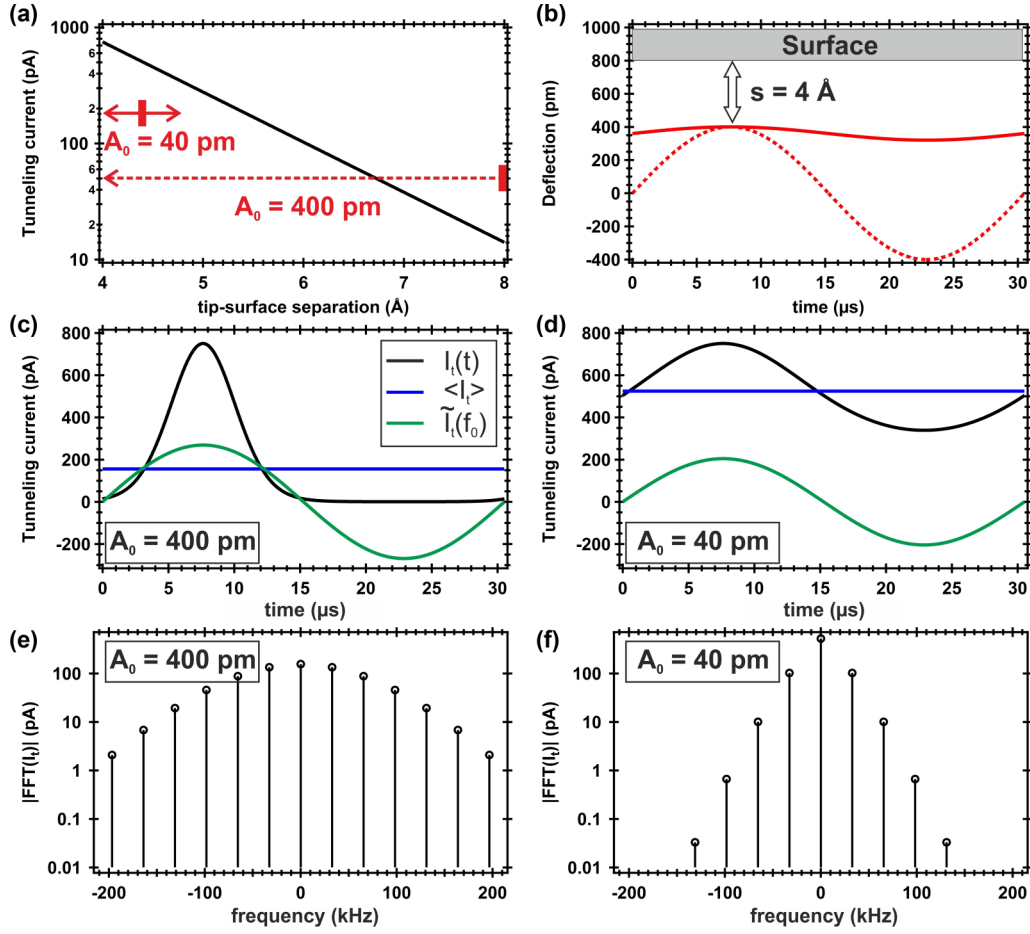 (a)
Tunneling current (pA)
1000
6
4
2
100
6
4
2
10
A₀ = 40 pm
A₀ = 400 pm
4 5 6 7 8
tip-surface separation (Å)
(b)
Deflection (pm)
1000
800
600
400
200
0
-200
-400
Surface
s = 4 Å
0 5 10 15 20 25 30
time (µs)
(c)
Tunneling current (pA)
800
600
400
200
0
-200
I_t(t)
<I_t>
Ĩ_t(f₀)
A₀ = 400 pm
0 5 10 15 20 25 30
time (µs)
(d)
Tunneling current (pA)
800
600
400
200
0
-200
A₀ = 40 pm
0 5 10 15 20 25 30
time (µs)
(e)
|FFT(I_t)| (pA)
100
10
1
0.1
0.01
A₀ = 400 pm
-200 -100 0 100 200
frequency (kHz)
(f)
|FFT(I_t)| (pA)
100
10
1
0.1
0.01
A₀ = 40 pm
-200 -100 0 100 200
frequency (kHz)